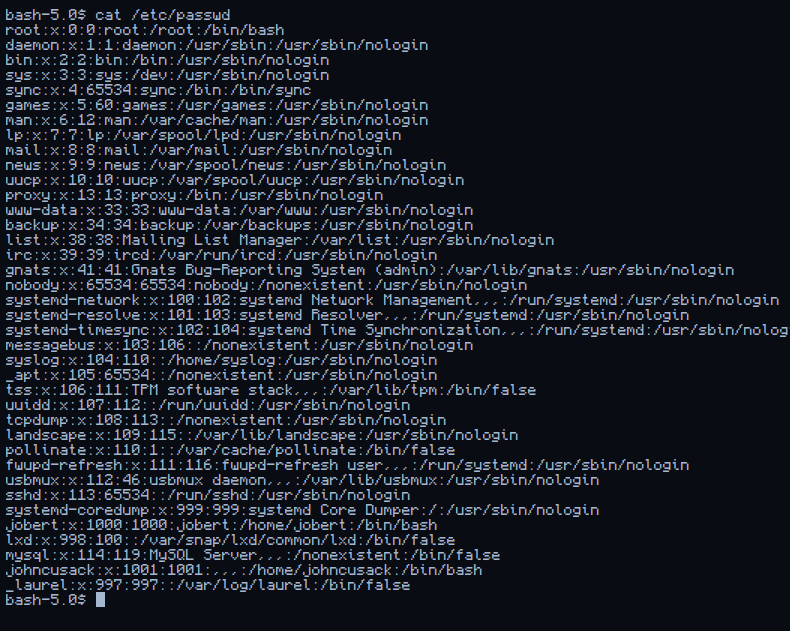 bash-5.0$ cat /etc/passwd
root:x:0:0:root:/root:/bin/bash
daemon:x:1:1:daemon:/usr/sbin:/usr/sbin/nologin
bin:x:2:2:bin:/bin:/usr/sbin/nologin
sys:x:3:3:sys:/dev:/usr/sbin/nologin
sync:x:4:65534:sync:/bin:/bin/sync
games:x:5:60:games:/usr/games:/usr/sbin/nologin
man:x:6:12:man:/var/cache/man:/usr/sbin/nologin
lp:x:7:7:lp:/var/spool/lpd:/usr/sbin/nologin
mail:x:8:8:mail:/var/mail:/usr/sbin/nologin
news:x:9:9:news:/var/spool/news:/usr/sbin/nologin
uucp:x:10:10:uucp:/var/spool/uucp:/usr/sbin/nologin
proxy:x:13:13:proxy:/bin:/usr/sbin/nologin
www-data:x:33:33:www-data:/var/www:/usr/sbin/nologin
backup:x:34:34:backup:/var/backups:/usr/sbin/nologin
list:x:38:38:Mailing List Manager:/var/list:/usr/sbin/nologin
irc:x:39:39:ircd:/var/run/ircd:/usr/sbin/nologin
gnats:x:41:41:Gnats Bug-Reporting System (admin):/var/lib/gnats:/usr/sbin/nologin
nobody:x:65534:65534:nobody:/nonexistent:/usr/sbin/nologin
systemd-network:x:100:102:systemd Network Management,,,:/run/systemd:/usr/sbin/nologin
systemd-resolve:x:101:103:systemd Resolver,,,:/run/systemd:/usr/sbin/nologin
systemd-timesync:x:102:104:systemd Time Synchronization,,,:/run/systemd:/usr/sbin/nolog
messagebus:x:103:106::/nonexistent:/usr/sbin/nologin
syslog:x:104:110::/home/syslog:/usr/sbin/nologin
_apt:x:105:65534::/nonexistent:/usr/sbin/nologin
tss:x:106:111:TPM software stack,,,:/var/lib/tpm:/bin/false
uuidd:x:107:112::/run/uuidd:/usr/sbin/nologin
tcpdump:x:108:113::/nonexistent:/usr/sbin/nologin
landscape:x:109:115::/var/lib/landscape:/usr/sbin/nologin
pollinate:x:110:1::/var/cache/pollinate:/bin/false
fwupd-refresh:x:111:116:fwupd-refresh user,,,:/run/systemd:/usr/sbin/nologin
usbmux:x:112:46:usbmux daemon,,,:/var/lib/usbmux:/usr/sbin/nologin
sshd:x:113:65534::/run/sshd:/usr/sbin/nologin
systemd-coredump:x:999:999:systemd Core Dumper:/:/usr/sbin/nologin
jobert:x:1000:1000:jobert:/home/jobert:/bin/bash
lxd:x:998:100::/var/snap/lxd/common/lxd:/bin/false
mysql:x:114:119:MySQL Server,,,:/nonexistent:/bin/false
johncusack:x:1001:1001:,,,:/home/johncusack:/bin/bash
_laurel:x:997:997::/var/log/laurel:/bin/false
bash-5.0$